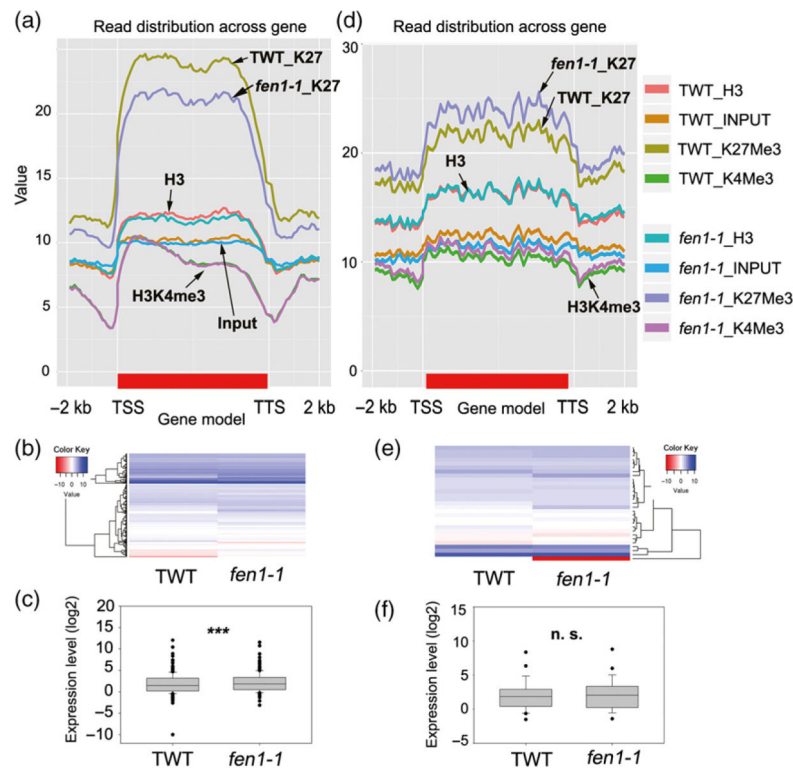 (a)
Read distribution across gene
TWT_K27
fen1-1_K27
H3
H3K4me3
Input
Value
20
15
10
5
0
−2 kb
TSS
Gene model
TTS
2 kb
(d)
Read distribution across gene
fen1-1_K27
TWT_K27
H3
H3K4me3
30
20
10
0
−2 kb
TSS
Gene model
TTS
2 kb
TWT_H3
TWT_INPUT
TWT_K27Me3
TWT_K4Me3
fen1-1_H3
fen1-1_INPUT
fen1-1_K27Me3
fen1-1_K4Me3
(b)
Color Key
−10 0 10
Value
TWT
fen1-1
(e)
Color Key
−10 0 10
Value
TWT
fen1-1
(c)
Expression level (log2)
20
15
10
5
0
−5
−10
***
TWT
fen1-1
(f)
Expression level (log2)
15
10
5
0
−5
n. s.
TWT
fen1-1